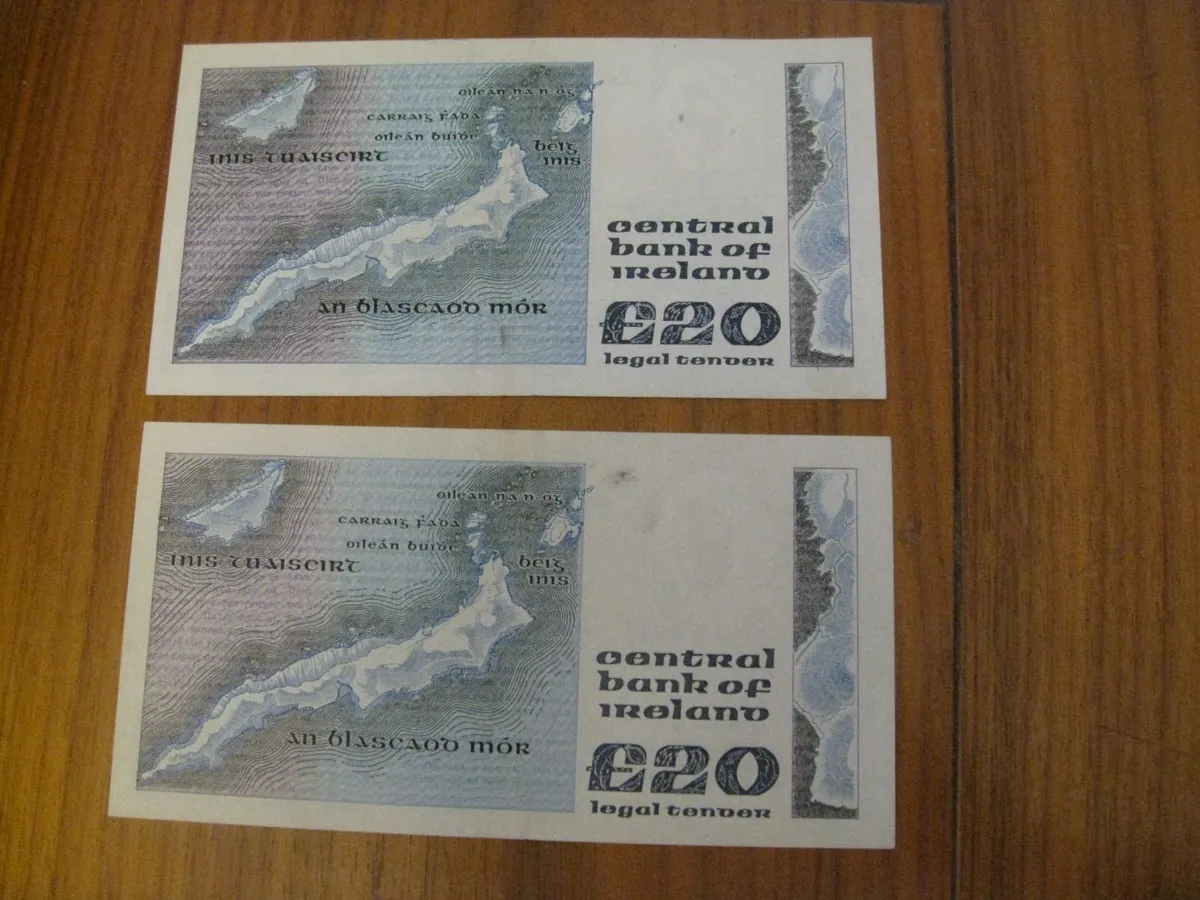 oileán na n-óg
carraig fada
oileán buide
beig
inis
inis tuaisceirt
an blascaod mór
central
bank of
ireland
£20
legal tender
oileán na n-óg
carraig fada
oileán buide
beig
inis
inis tuaisceirt
an blascaod mór
central
bank of
ireland
£20
legal tender